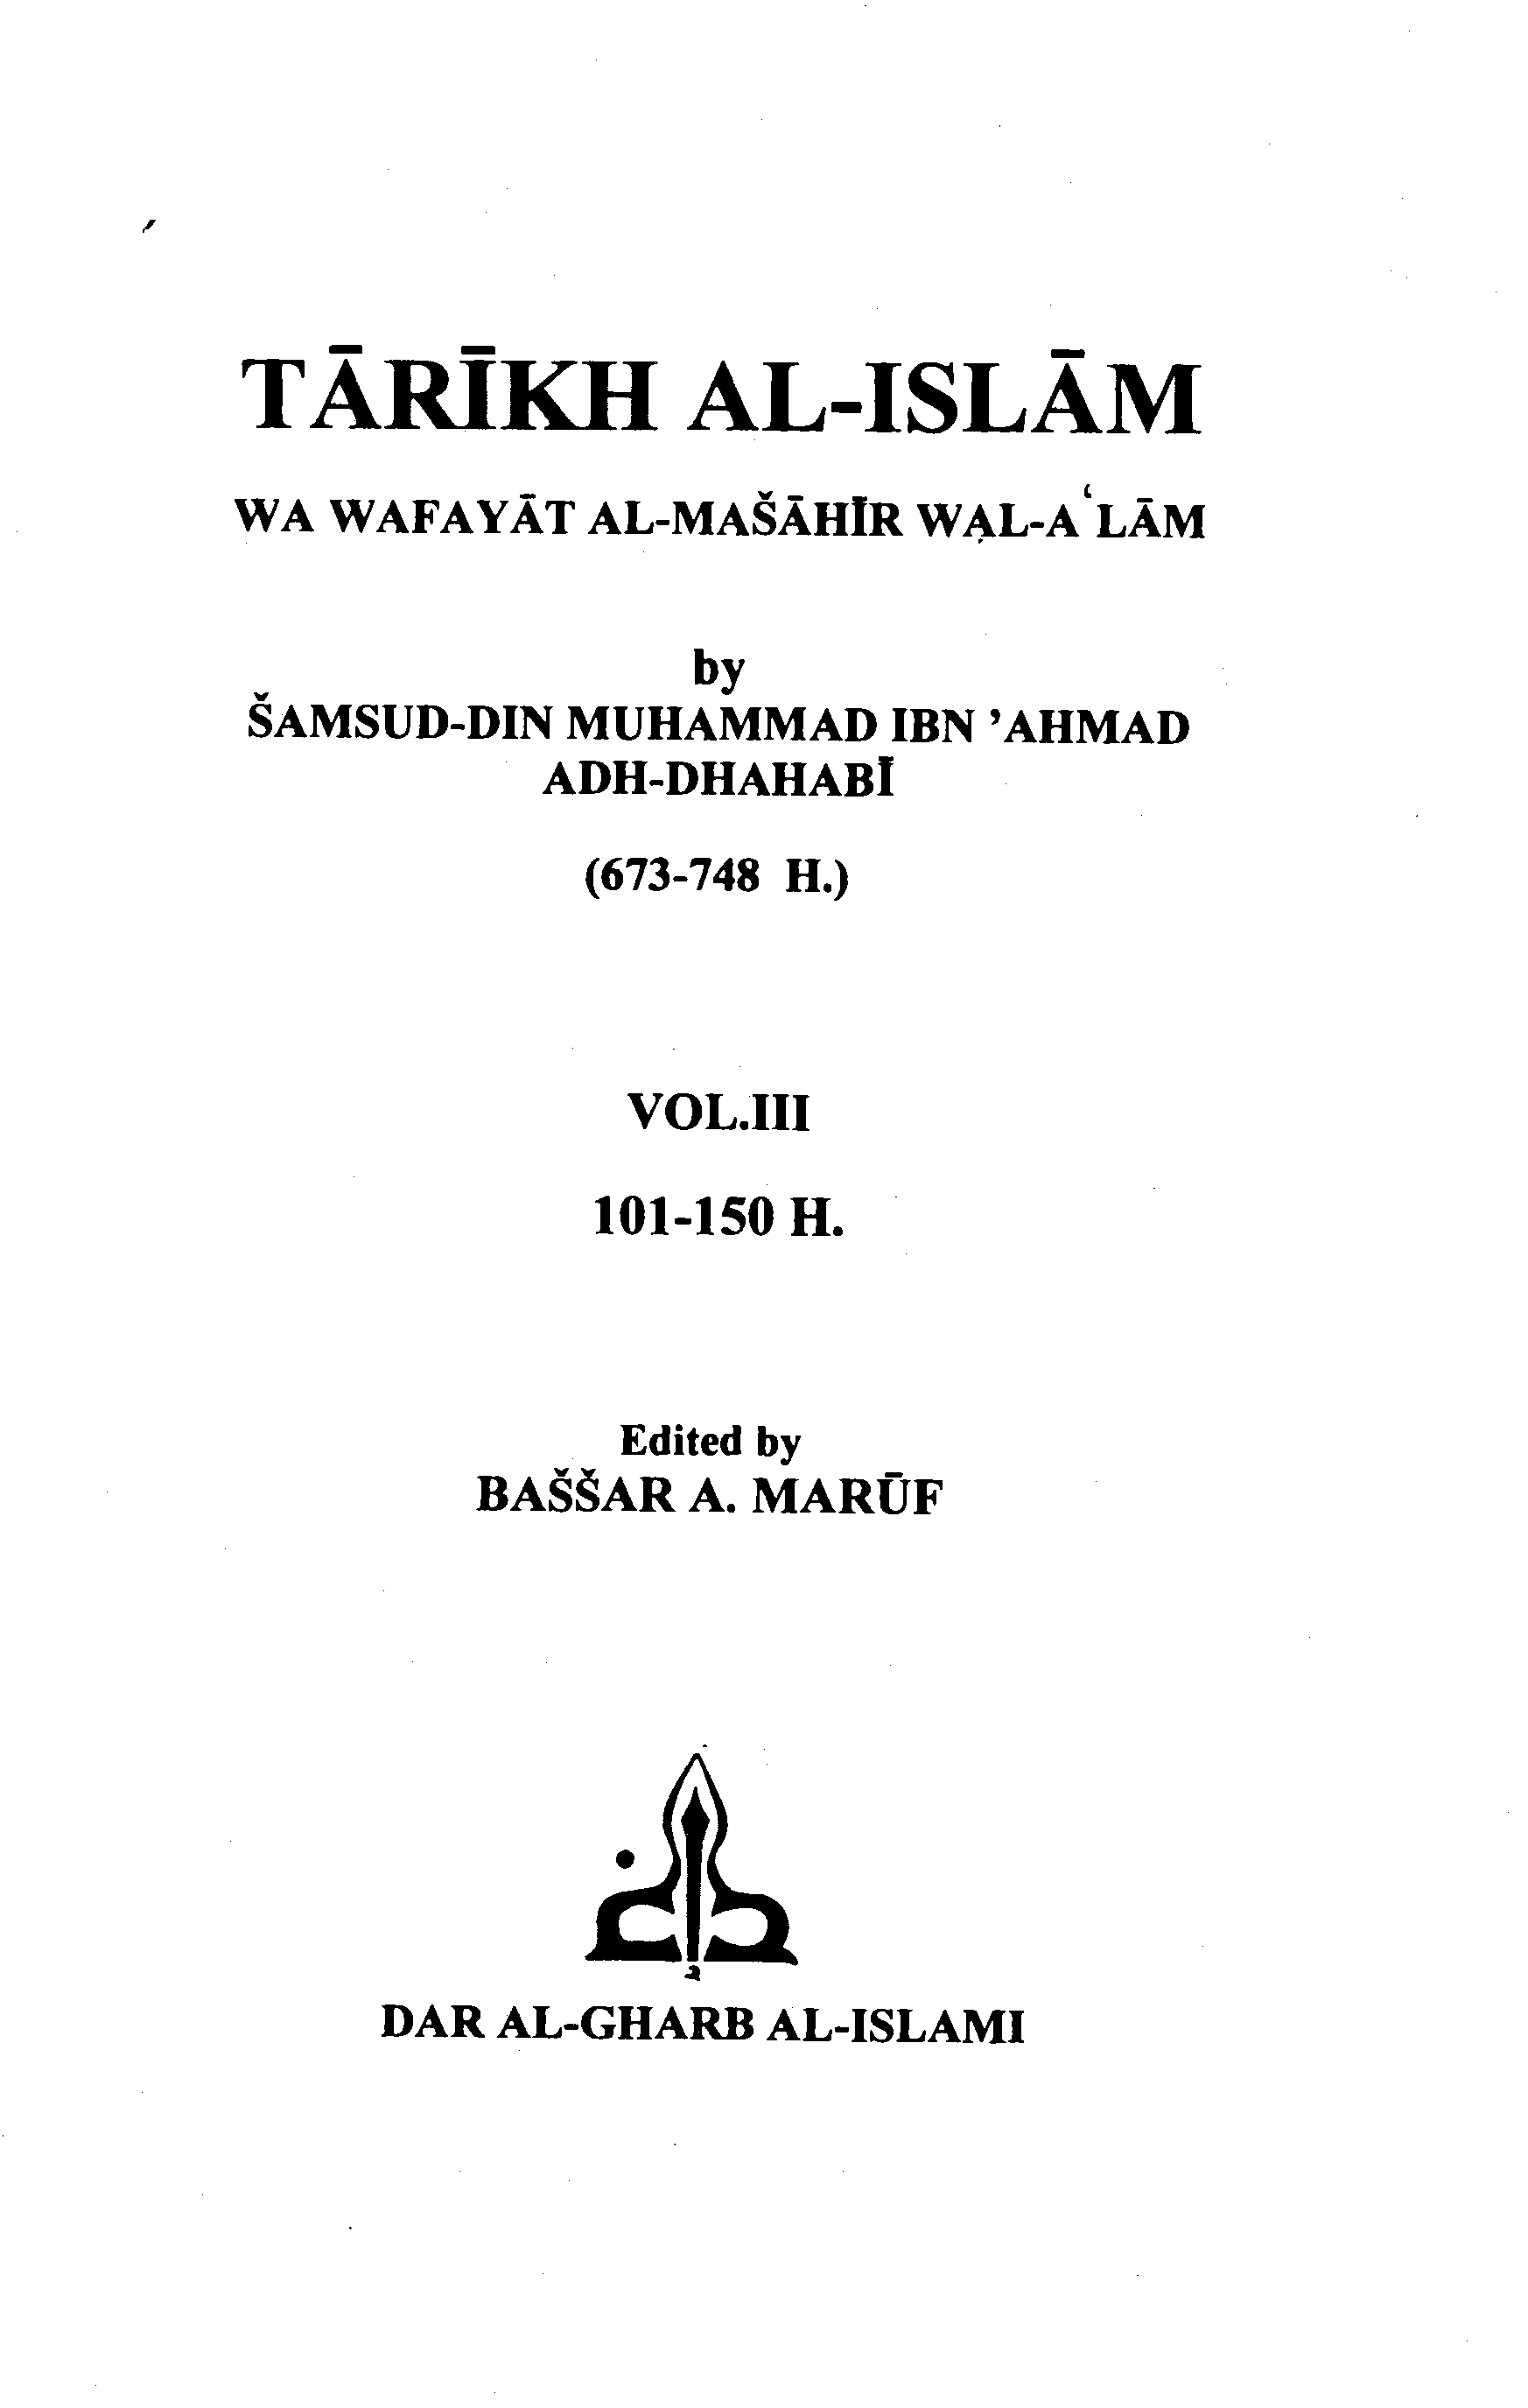 TĀRĪKH AL-ISLĀM
WA WAFAYĀT AL-MAŠĀHĪR WAL-AʿLĀM
by
ŠAMSUD-DIN MUHAMMAD IBN ’AHMAD
ADH-DHAHABĪ
(673-748 H.)
VOL.III
101-150 H.
Edited by
BAŠŠAR A. MARŪF
DAR AL-GHARB AL-ISLAMI